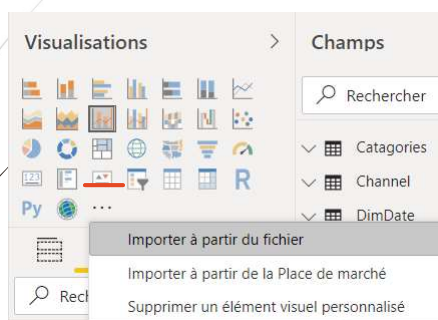 Visualisations
Champs
Rechercher
123
R
Catagories
Channel
Py
DimDate
Importer à partir du fichier
Importer à partir de la Place de marché
Rech
Supprimer un élément visuel personnalisé